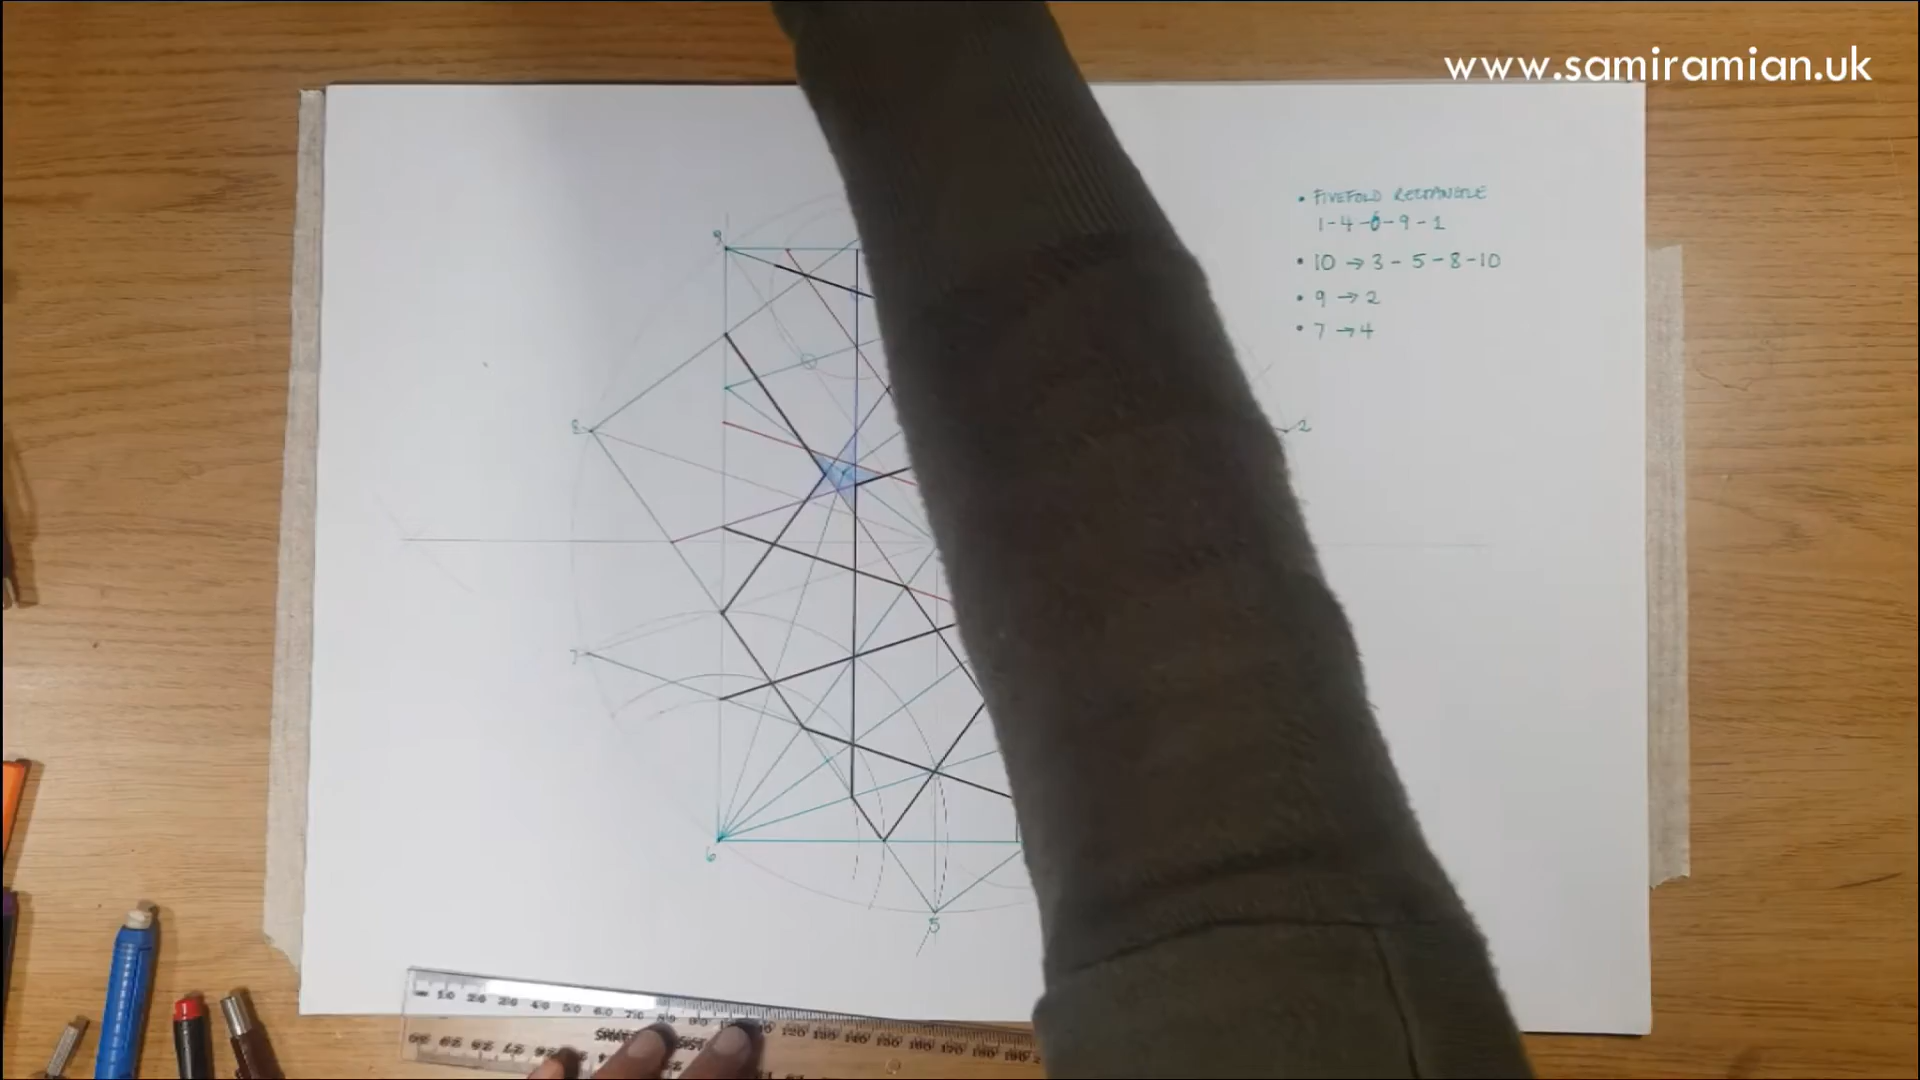 www.samiramian.uk
• FIVEFOLD RECTANGLE
1-4-6-9-1
• 10 → 3 - 5 - 8 - 10
• 9 → 2
• 7 → 4
9
8
2
7
6
5